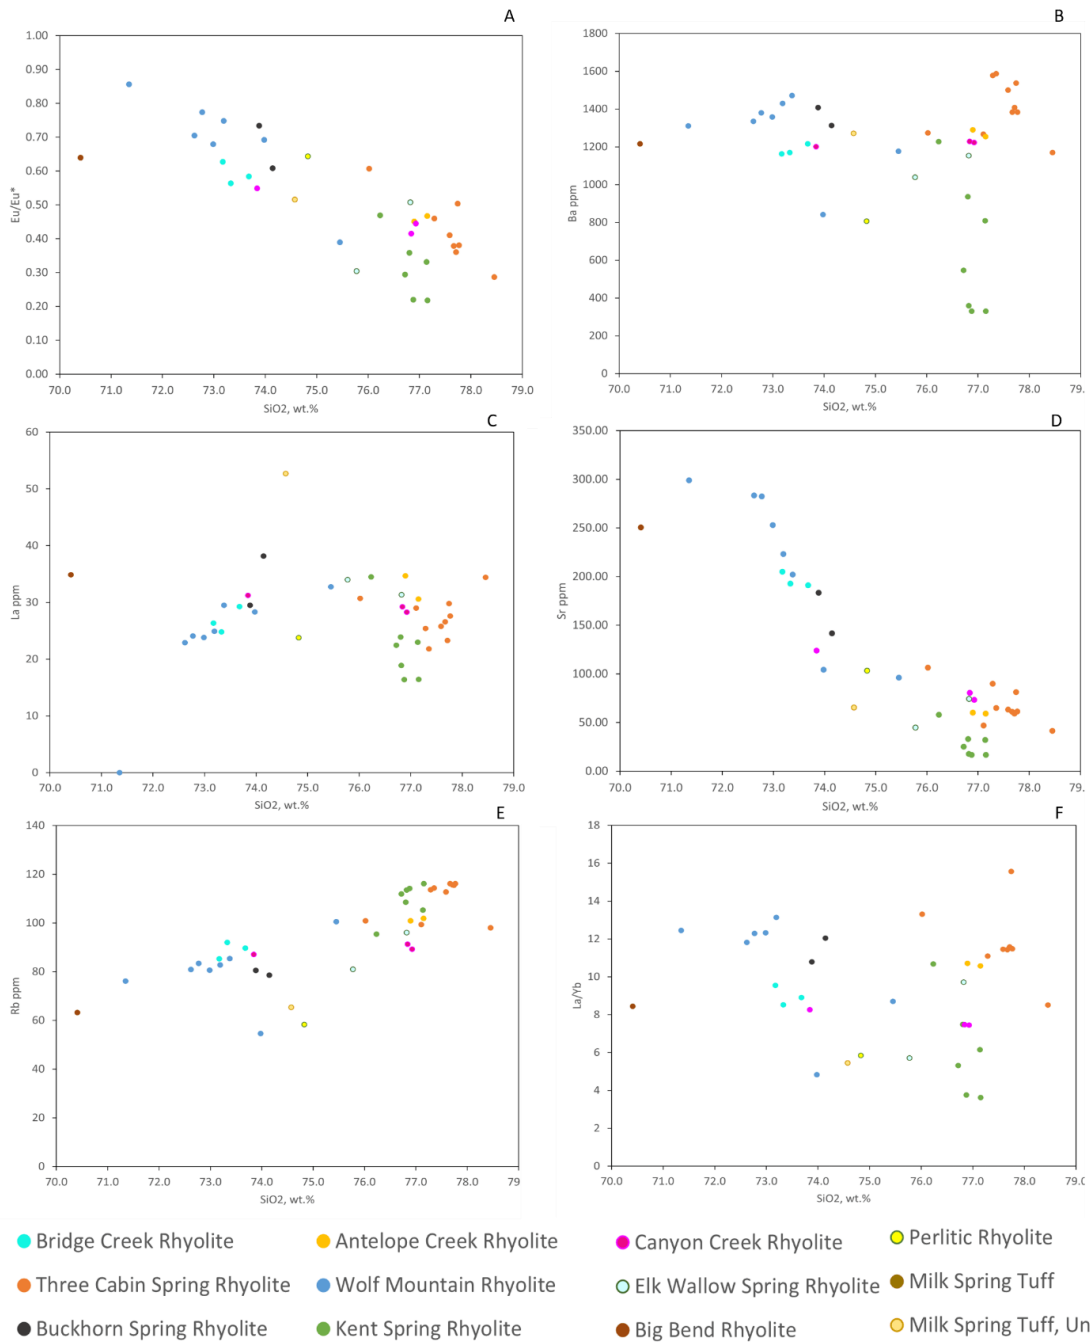 A
1.00
0.90
0.80
0.70
0.60
0.50
0.40
0.30
0.20
0.10
0.00
Eu/Eu*
70.0 71.0 72.0 73.0 74.0 75.0 76.0 77.0 78.0 79.0
SiO2, wt.%
B
1800
1600
1400
1200
1000
800
600
400
200
0
Ba ppm
70.0 71.0 72.0 73.0 74.0 75.0 76.0 77.0 78.0 79.0
SiO2, wt.%
C
60
50
40
30
20
10
0
La ppm
70.0 71.0 72.0 73.0 74.0 75.0 76.0 77.0 78.0 79.0
SiO2, wt.%
D
350.00
300.00
250.00
200.00
150.00
100.00
50.00
0.00
Sr ppm
70.0 71.0 72.0 73.0 74.0 75.0 76.0 77.0 78.0 79.
SiO2, wt.%
E
140
120
100
80
60
40
20
0
Rb ppm
70.0 71.0 72.0 73.0 74.0 75.0 76.0 77.0 78.0 79.0
SiO2, wt.%
F
18
16
14
12
10
8
6
4
2
0
La/Yb
70.0 71.0 72.0 73.0 74.0 75.0 76.0 77.0 78.0 79.0
SiO2, wt.%
Bridge Creek Rhyolite
Three Cabin Spring Rhyolite
Buckhorn Spring Rhyolite
Antelope Creek Rhyolite
Wolf Mountain Rhyolite
Kent Spring Rhyolite
Canyon Creek Rhyolite
Elk Wallow Spring Rhyolite
Big Bend Rhyolite
Perlitic Rhyolite
Milk Spring Tuff
Milk Spring Tuff, Un